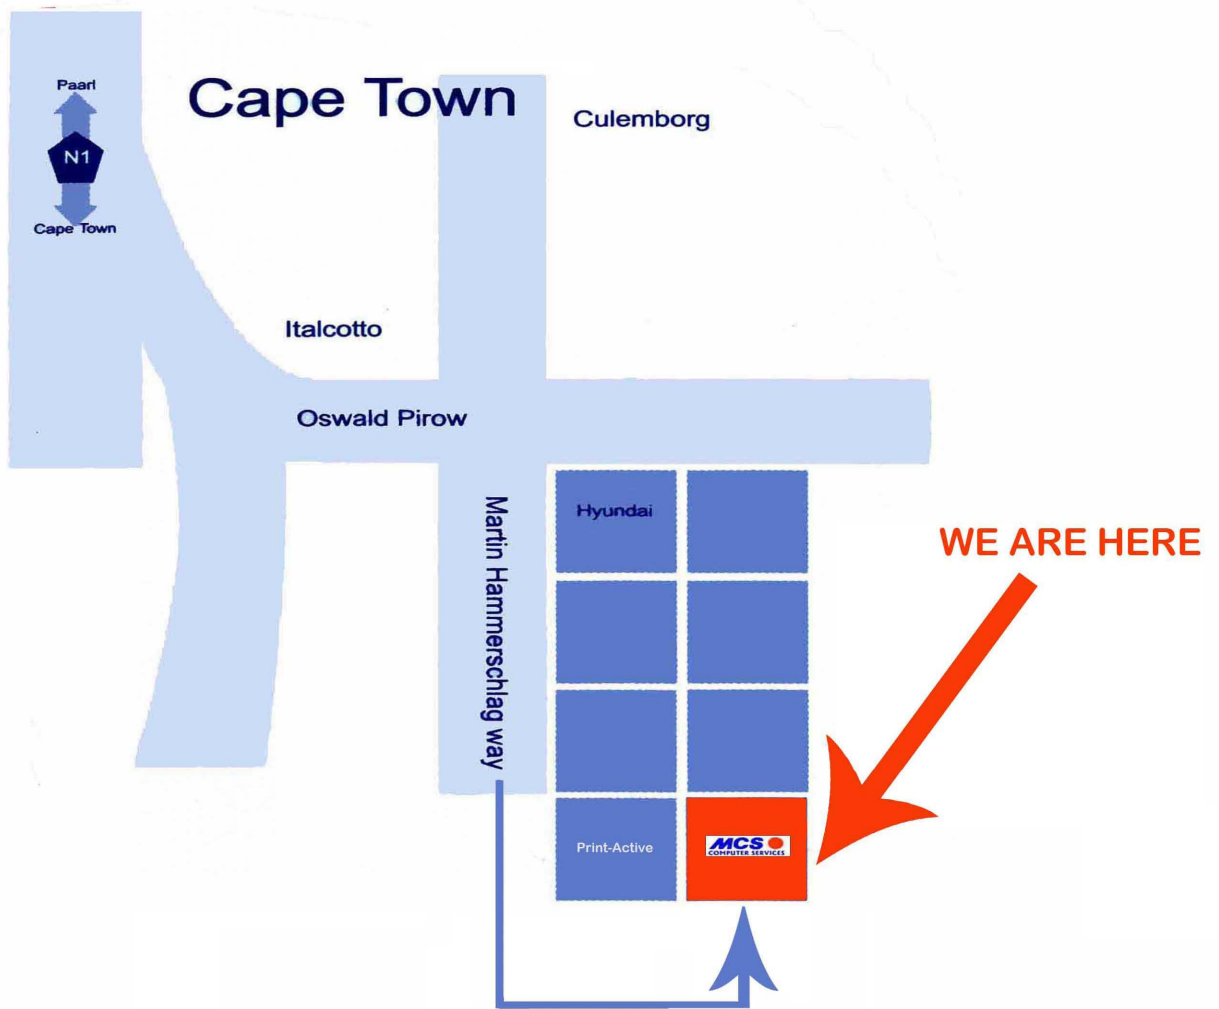 Paarl
N1
Cape Town
Cape Town
Culemborg
Italcotto
Oswald Pirow
Martin Hammerschlag way
Hyundai
WE ARE HERE
Print-Active
MCS
COMPUTER SERVICES